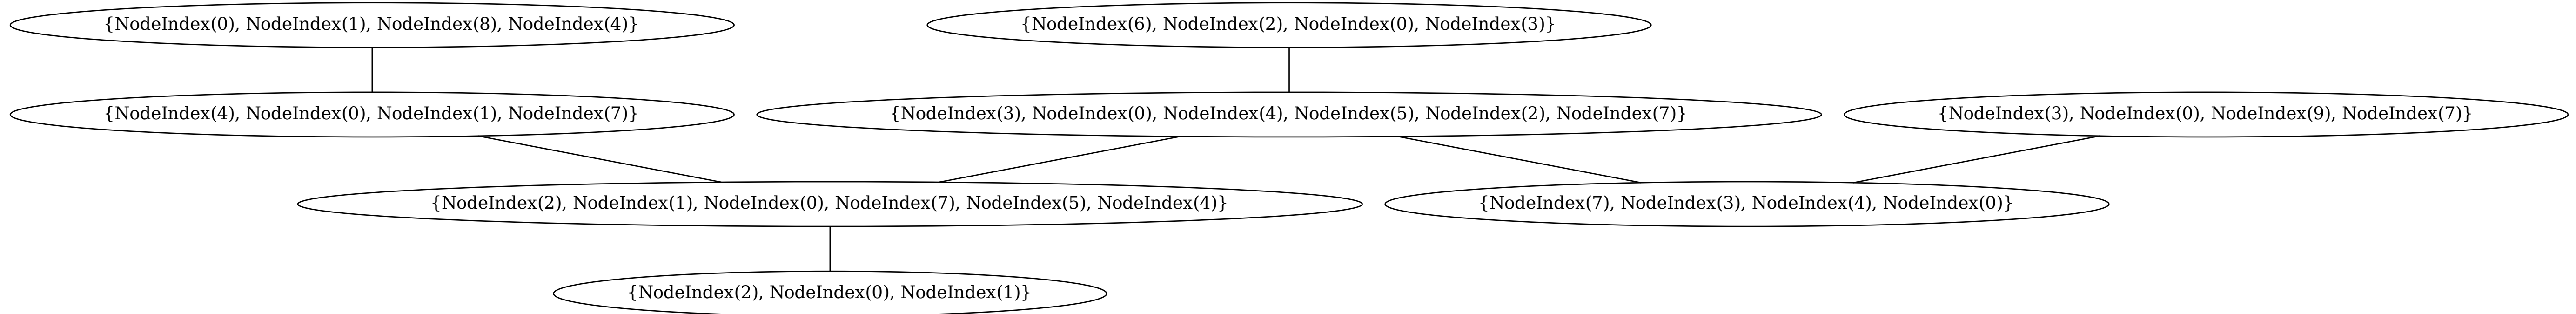 {NodeIndex(0), NodeIndex(1), NodeIndex(8), NodeIndex(4)}
{NodeIndex(6), NodeIndex(2), NodeIndex(0), NodeIndex(3)}
{NodeIndex(4), NodeIndex(0), NodeIndex(1), NodeIndex(7)}
{NodeIndex(3), NodeIndex(0), NodeIndex(4), NodeIndex(5), NodeIndex(2), NodeIndex(7)}
{NodeIndex(3), NodeIndex(0), NodeIndex(9), NodeIndex(7)}
{NodeIndex(2), NodeIndex(1), NodeIndex(0), NodeIndex(7), NodeIndex(5), NodeIndex(4)}
{NodeIndex(7), NodeIndex(3), NodeIndex(4), NodeIndex(0)}
{NodeIndex(2), NodeIndex(0), NodeIndex(1)}